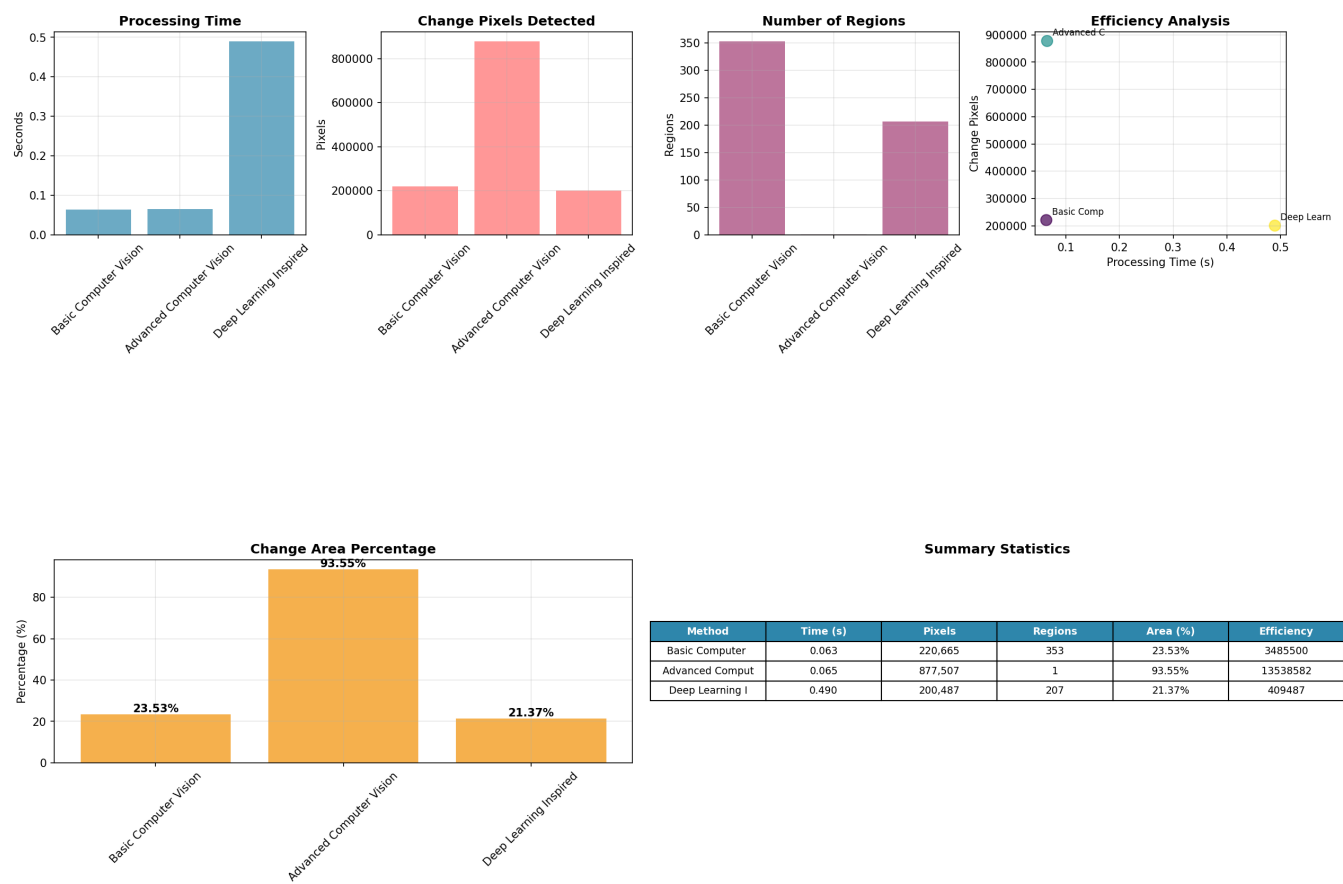 Processing Time
Seconds
0.5
0.4
0.3
0.2
0.1
0.0
Basic Computer Vision
Advanced Computer Vision
Deep Learning Inspired
Change Pixels Detected
Pixels
800000
600000
400000
200000
0
Basic Computer Vision
Advanced Computer Vision
Deep Learning Inspired
Number of Regions
Regions
350
300
250
200
150
100
50
0
Basic Computer Vision
Advanced Computer Vision
Deep Learning Inspired
Efficiency Analysis
Change Pixels
900000
800000
700000
600000
500000
400000
300000
200000
Advanced C
Basic Comp
Deep Learn
0.1 0.2 0.3 0.4 0.5
Processing Time (s)
Change Area Percentage
Percentage (%)
80
60
40
20
0
23.53%
93.55%
21.37%
Basic Computer Vision
Advanced Computer Vision
Deep Learning Inspired
Summary Statistics
Method Time (s) Pixels Regions Area (%) Efficiency
Basic Computer 0.063 220,665 353 23.53% 3485500
Advanced Comput 0.065 877,507 1 93.55% 13538582
Deep Learning I 0.490 200,487 207 21.37% 409487